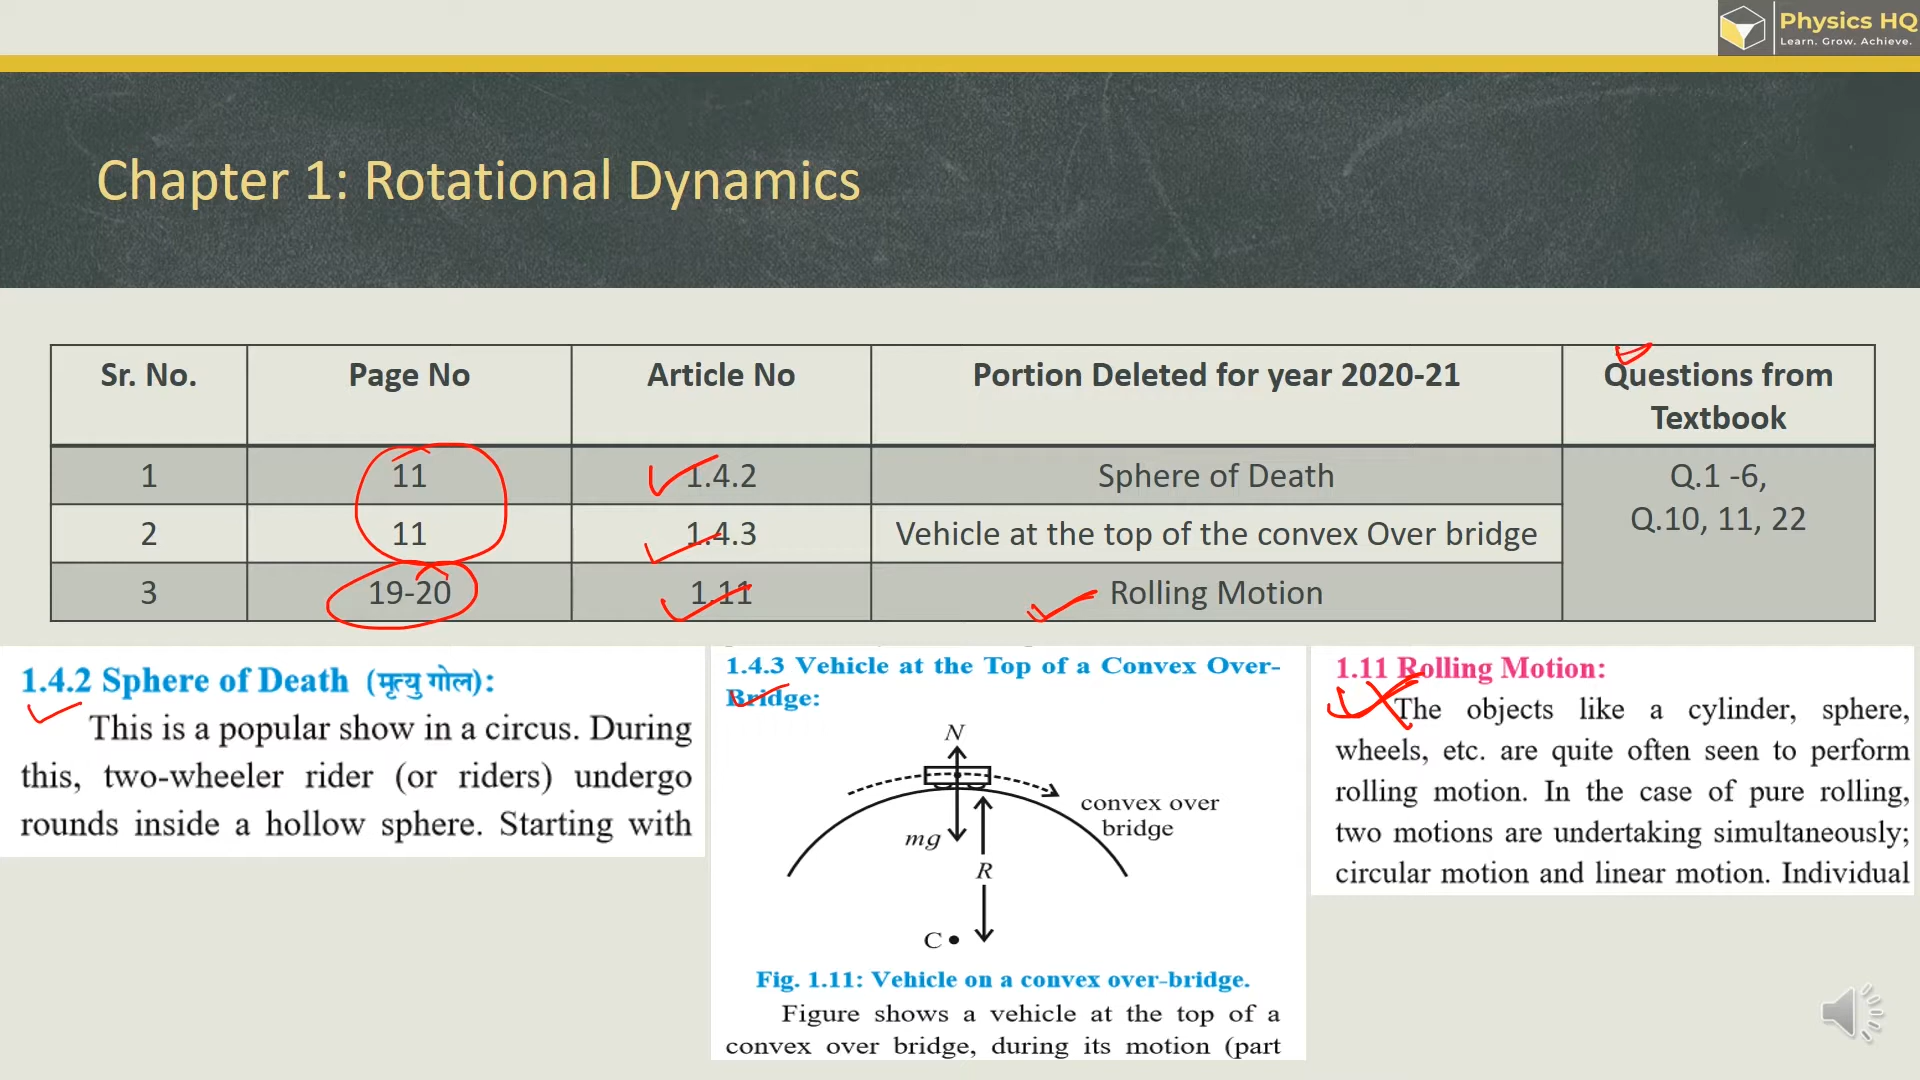 Physics HQ
Learn. Grow. Achieve.
Chapter 1: Rotational Dynamics
Sr. No. Page No Article No Portion Deleted for year 2020-21 Questions from Textbook
1 11 1.4.2 Sphere of Death Q.1 -6,
Q.10, 11, 22
2 11 1.4.3 Vehicle at the top of the convex Over bridge
3 19-20 1.11 Rolling Motion
1.4.2 Sphere of Death (मृत्यु गोल):
This is a popular show in a circus. During
this, two-wheeler rider (or riders) undergo
rounds inside a hollow sphere. Starting with
1.4.3 Vehicle at the Top of a Convex Over-
Bridge:
N
convex over
bridge
mg
R
C
Fig. 1.11: Vehicle on a convex over-bridge.
Figure shows a vehicle at the top of a
convex over bridge, during its motion (part
1.11 Rolling Motion:
The objects like a cylinder, sphere,
wheels, etc. are quite often seen to perform
rolling motion. In the case of pure rolling,
two motions are undertaking simultaneously;
circular motion and linear motion. Individual